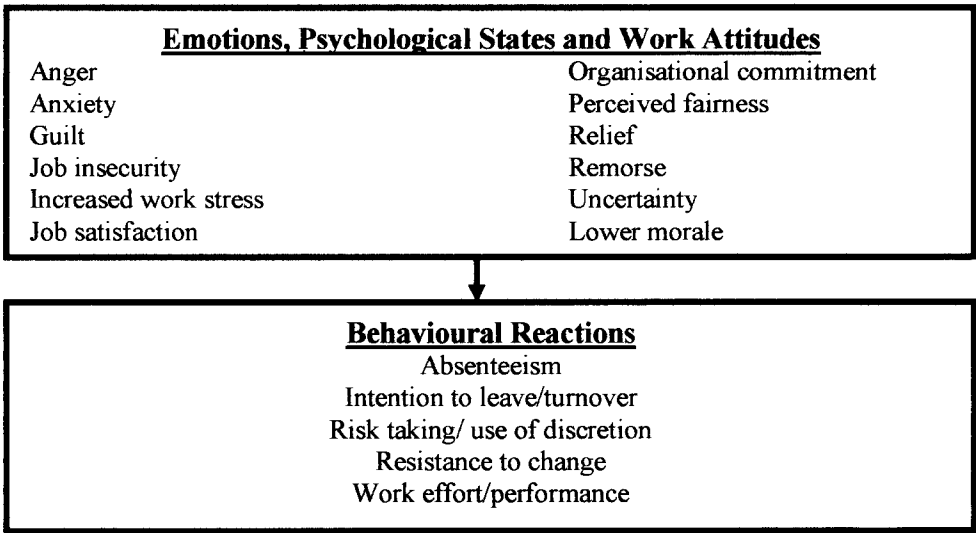 Emotions, Psychological States and Work Attitudes
Anger
Anxiety
Guilt
Job insecurity
Increased work stress
Job satisfaction
Organisational commitment
Perceived fairness
Relief
Remorse
Uncertainty
Lower morale
Behavioural Reactions
Absenteeism
Intention to leave/turnover
Risk taking/ use of discretion
Resistance to change
Work effort/performance